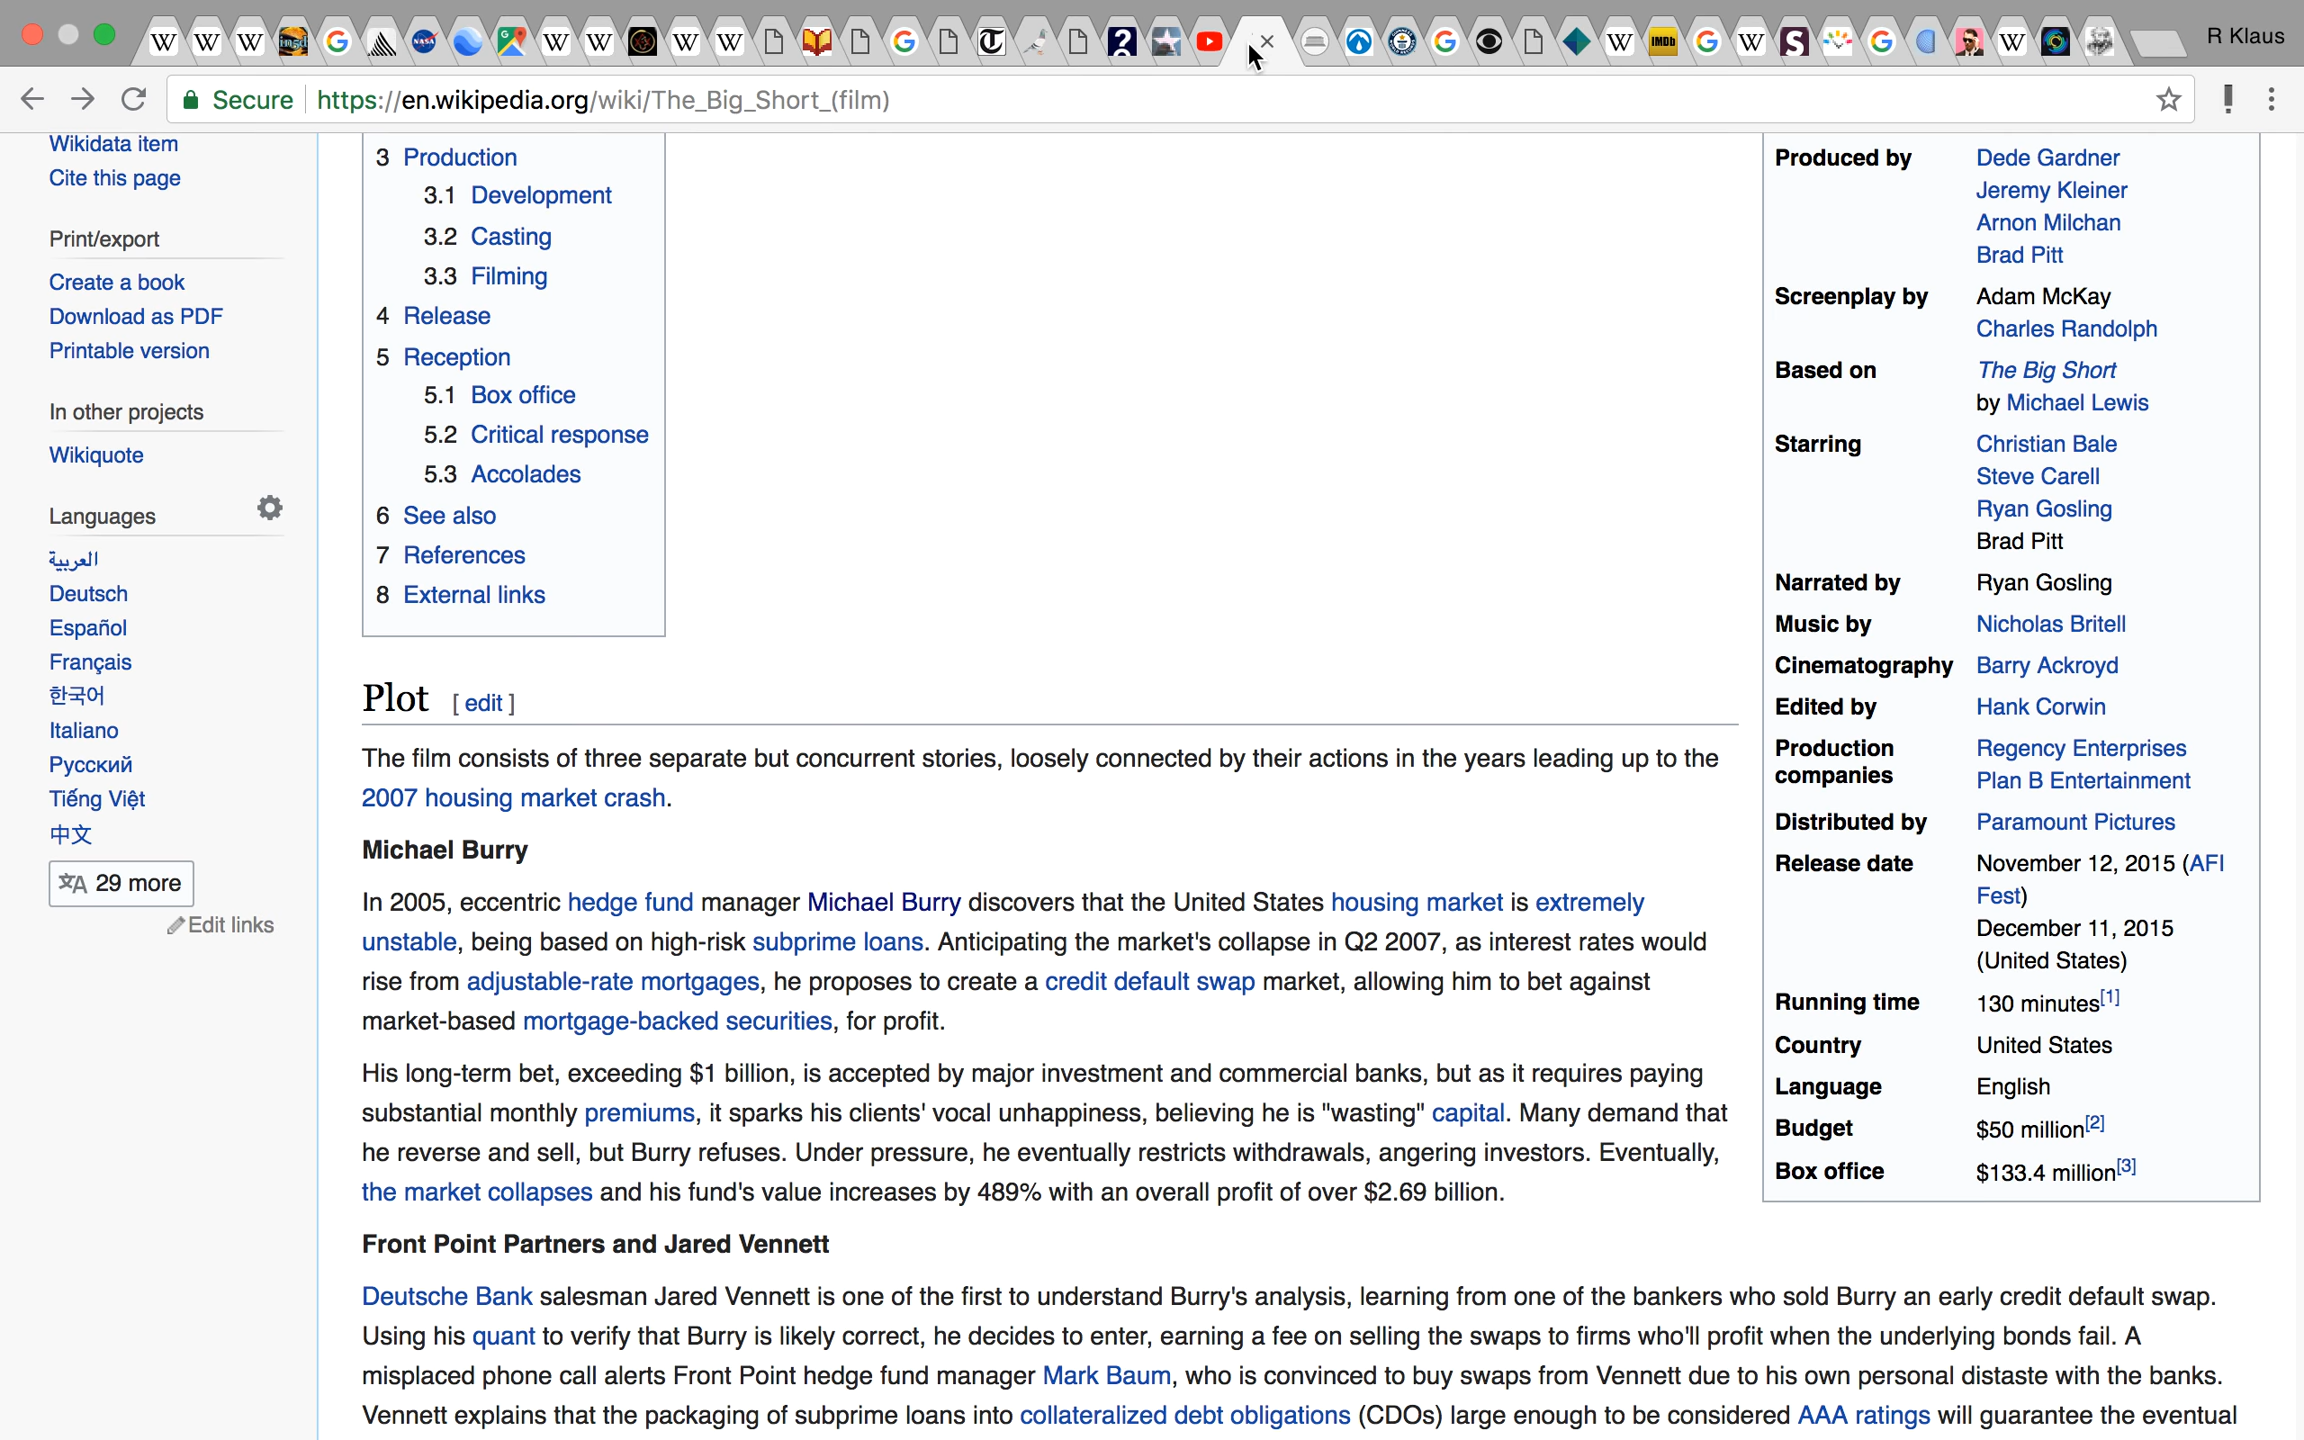 R Klaus
Secure
https://en.wikipedia.org/wiki/The_Big_Short_(film)
Wikidata item
Cite this page
Print/export
Create a book
Download as PDF
Printable version
In other projects
Wikiquote
Languages
العربية
Deutsch
Español
Français
한국어
Italiano
Русский
Tiếng Việt
中文
29 more
Edit links
3 Production
3.1 Development
3.2 Casting
3.3 Filming
4 Release
5 Reception
5.1 Box office
5.2 Critical response
5.3 Accolades
6 See also
7 References
8 External links
Plot [ edit ]
The film consists of three separate but concurrent stories, loosely connected by their actions in the years leading up to the
2007 housing market crash.
Michael Burry
In 2005, eccentric hedge fund manager Michael Burry discovers that the United States housing market is extremely
unstable, being based on high-risk subprime loans. Anticipating the market's collapse in Q2 2007, as interest rates would
rise from adjustable-rate mortgages, he proposes to create a credit default swap market, allowing him to bet against
market-based mortgage-backed securities, for profit.
His long-term bet, exceeding $1 billion, is accepted by major investment and commercial banks, but as it requires paying
substantial monthly premiums, it sparks his clients' vocal unhappiness, believing he is "wasting" capital. Many demand that
he reverse and sell, but Burry refuses. Under pressure, he eventually restricts withdrawals, angering investors. Eventually,
the market collapses and his fund's value increases by 489% with an overall profit of over $2.69 billion.
Front Point Partners and Jared Vennett
Deutsche Bank salesman Jared Vennett is one of the first to understand Burry's analysis, learning from one of the bankers who sold Burry an early credit default swap.
Using his quant to verify that Burry is likely correct, he decides to enter, earning a fee on selling the swaps to firms who'll profit when the underlying bonds fail. A
misplaced phone call alerts Front Point hedge fund manager Mark Baum, who is convinced to buy swaps from Vennett due to his own personal distaste with the banks.
Vennett explains that the packaging of subprime loans into collateralized debt obligations (CDOs) large enough to be considered AAA ratings will guarantee the eventual
Produced by Dede Gardner
Jeremy Kleiner
Arnon Milchan
Brad Pitt
Screenplay by Adam McKay
Charles Randolph
Based on The Big Short
by Michael Lewis
Starring Christian Bale
Steve Carell
Ryan Gosling
Brad Pitt
Narrated by Ryan Gosling
Music by Nicholas Britell
Cinematography Barry Ackroyd
Edited by Hank Corwin
Production Regency Enterprises
companies Plan B Entertainment
Distributed by Paramount Pictures
Release date November 12, 2015 (AFI
Fest)
December 11, 2015
(United States)
Running time 130 minutes[1]
Country United States
Language English
Budget $50 million[2]
Box office $133.4 million[3]